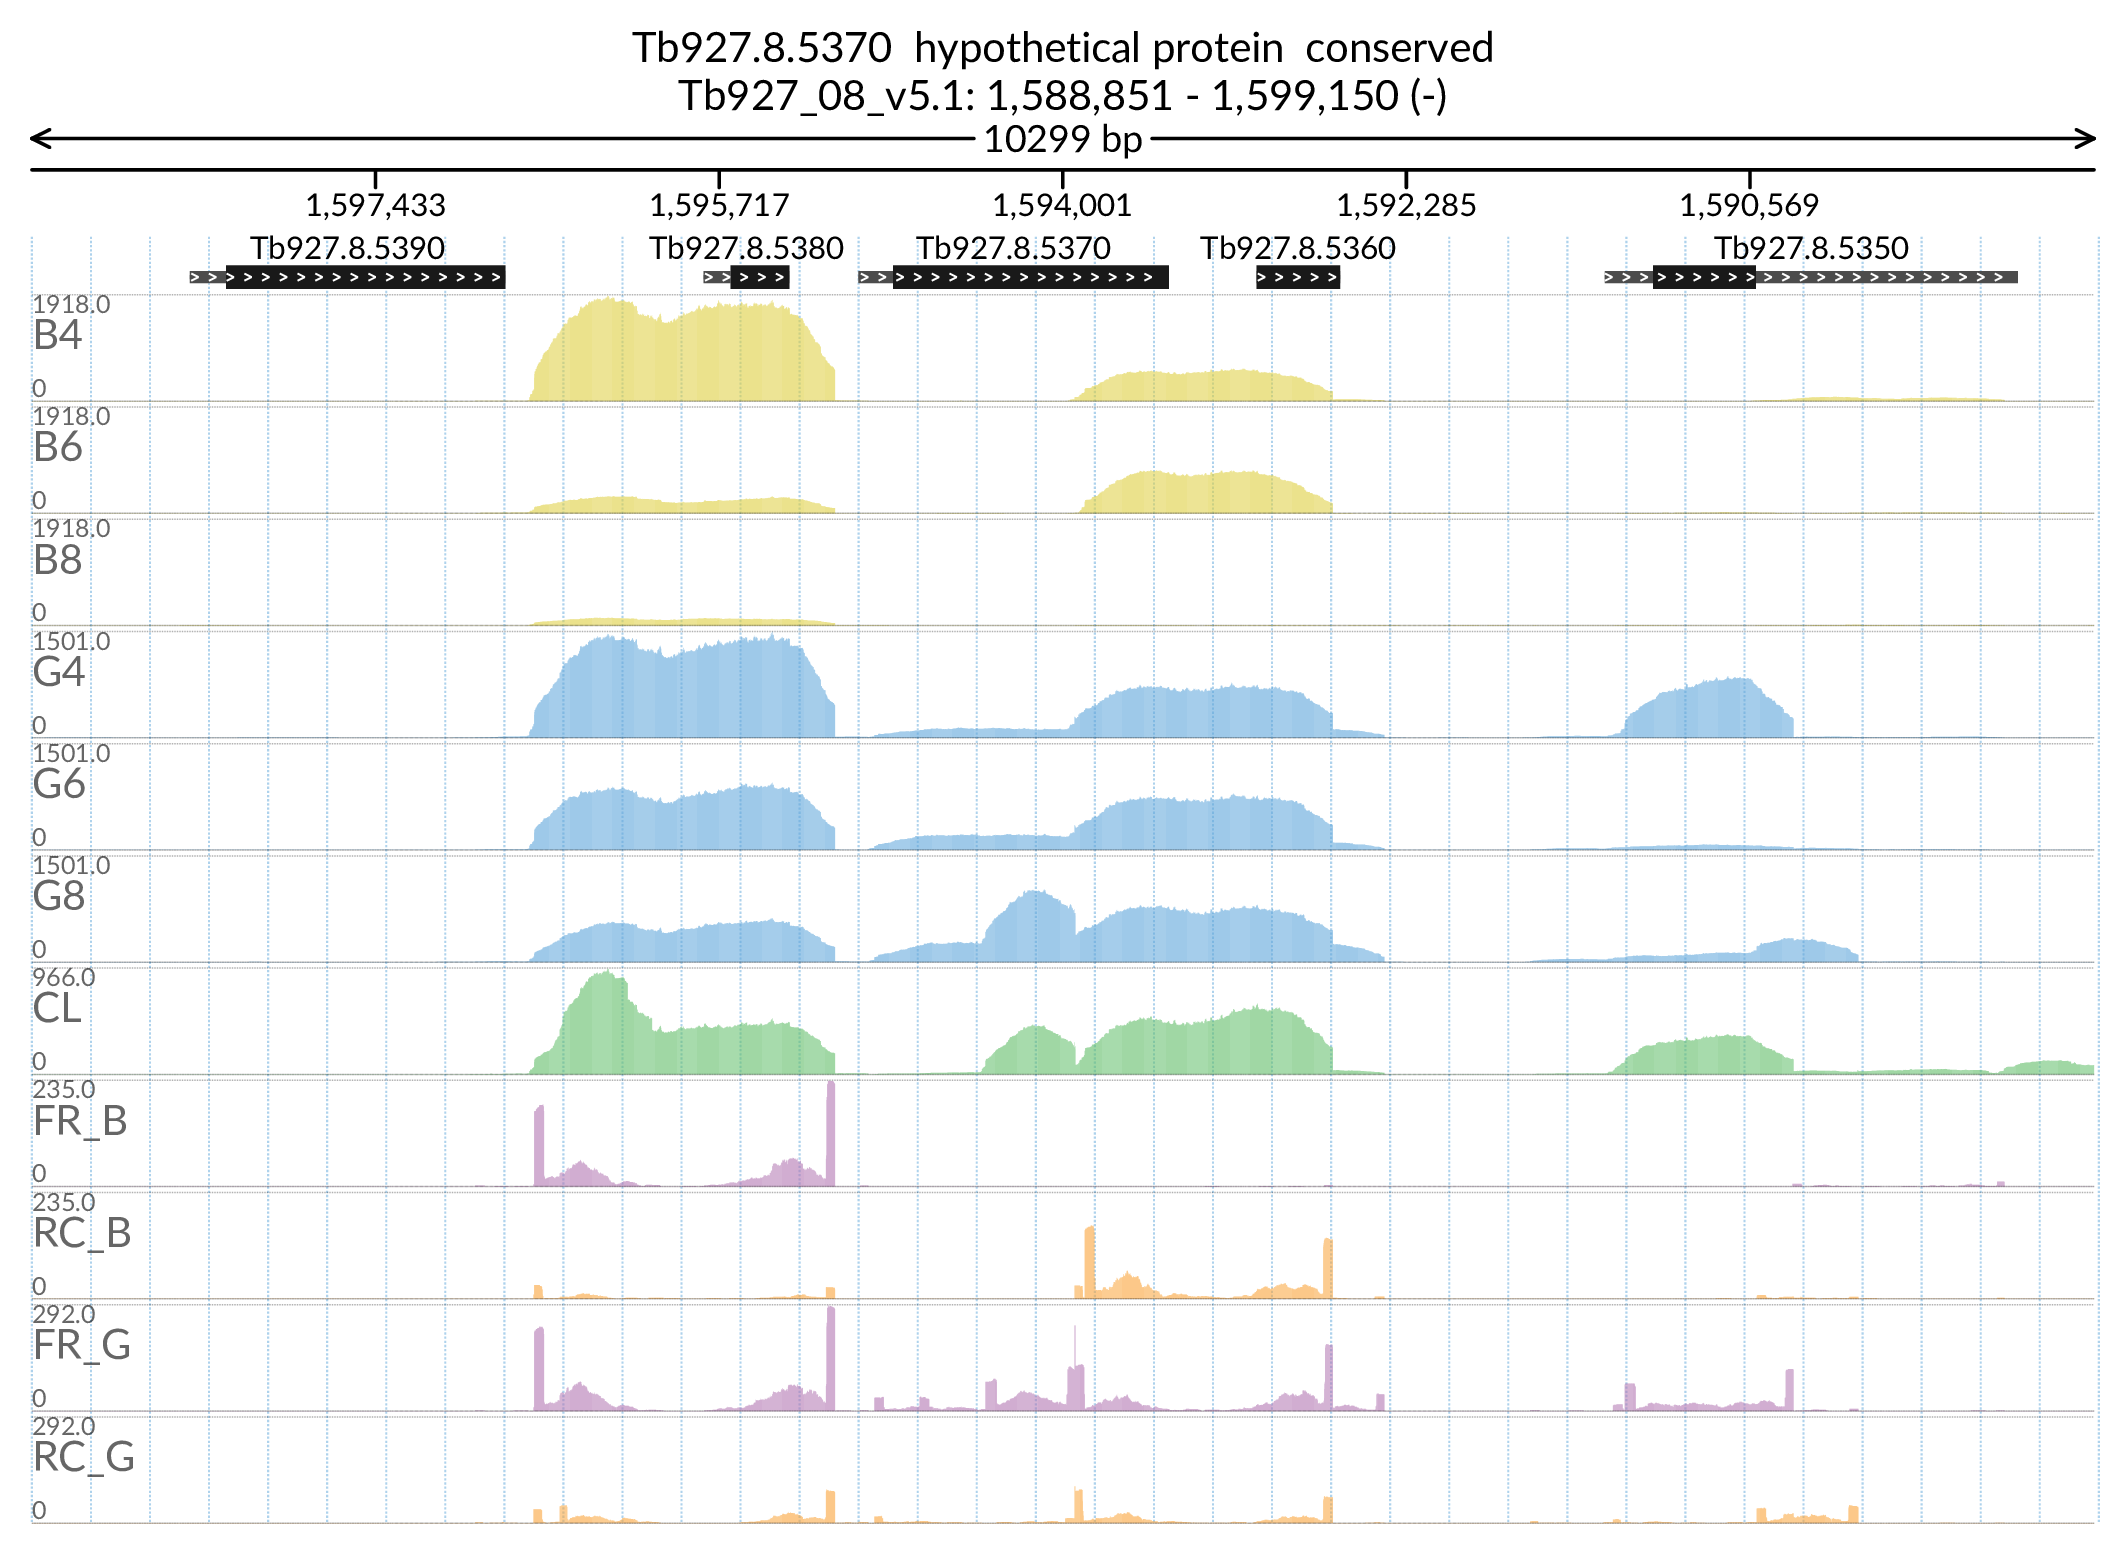 Tb927.8.5370 hypothetical protein conserved
Tb927_08_v5.1: 1,588,851 - 1,599,150 (-)
10299 bp
1,597,433 1,595,717 1,594,001 1,592,285 1,590,569
Tb927.8.5390 Tb927.8.5380 Tb927.8.5370 Tb927.8.5360 Tb927.8.5350
1918.0
B4
0
1918.0
B6
0
1918.0
B8
0
1501.0
G4
0
1501.0
G6
0
1501.0
G8
0
966.0
CL
0
235.0
FR_B
0
235.0
RC_B
0
292.0
FR_G
0
292.0
RC_G
0